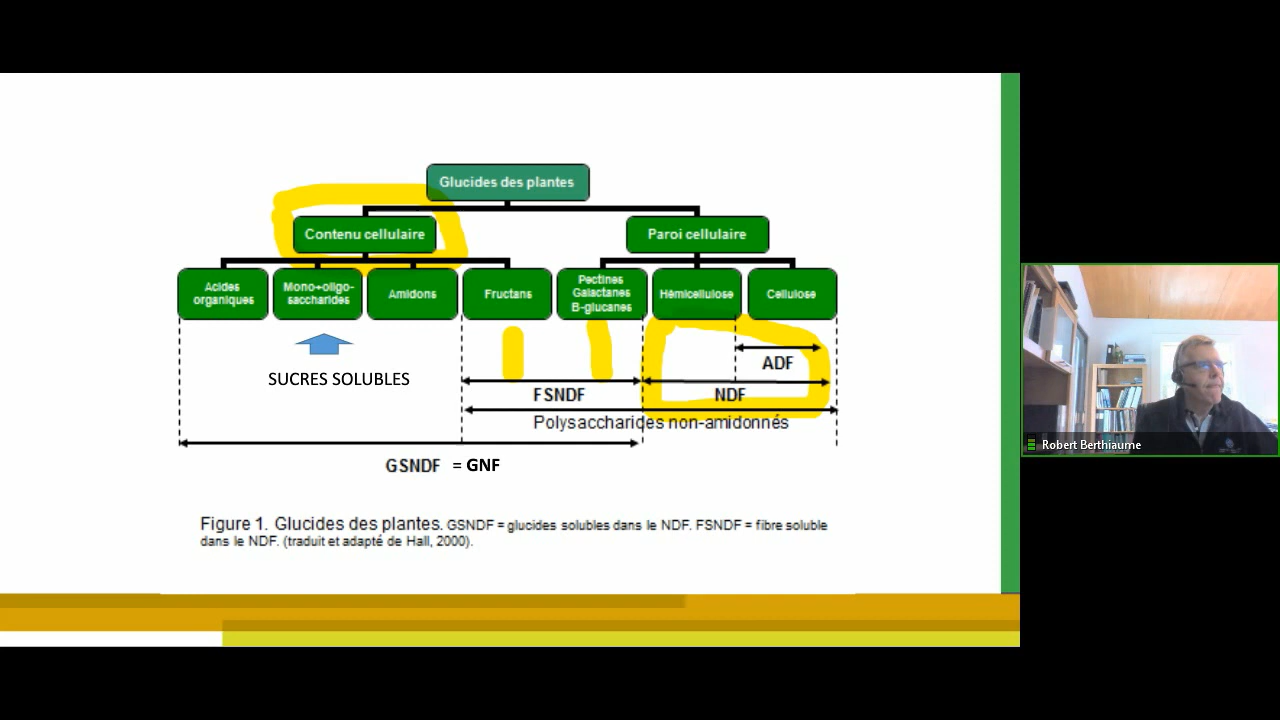 Glucides des plantes
Contenu cellulaire
Paroi cellulaire
Acides
organiques
Mono+oligo-
saccharides
Amidons
Fructans
Pectines
Galactanes
B-glucanes
Hémicellulose
Cellulose
SUCRES SOLUBLES
ADF
FSNDF
NDF
Polysaccharides non-amidonnés
GSNDF = GNF
Figure 1. Glucides des plantes. GSNDF = glucides solubles dans le NDF. FSNDF = fibre soluble
dans le NDF. (traduit et adapté de Hall, 2000).
Robert Berthiaume